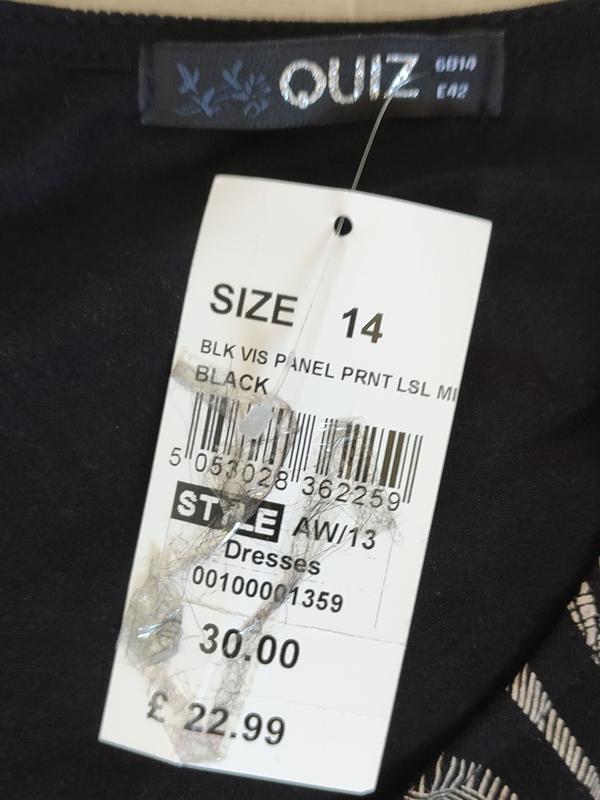 QUIZ
GB14
E42
SIZE 14
BLK VIS PANEL PRNT LSL MI
BLACK
5 053028 362259
STYLE AW/13
Dresses
00100001359
30.00
£ 22.99